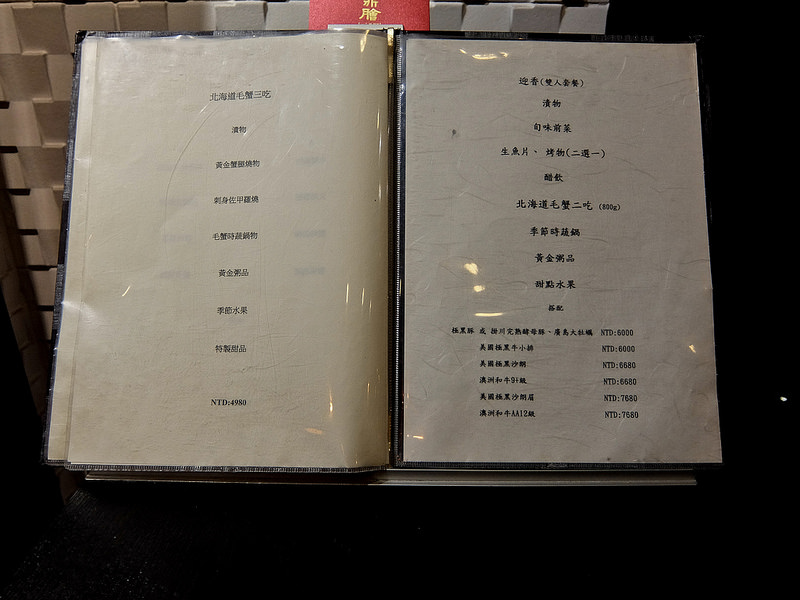 鼎膾
北海道毛蟹三吃
漬物
黃金蟹腿燒物
刺身佐甲羅燒
毛蟹時蔬鍋物
黃金粥品
季節水果
特製甜品
NTD:4980
迎香(雙人套餐)
漬物
旬味前菜
生魚片、 烤物(二選一)
醋飲
北海道毛蟹二吃 (800g)
季節時蔬鍋
黃金粥品
甜點水果
搭配
極黑豚 或 掛川完熟酵母豚、廣島大牡蠣 NTD:6000
美國極黑牛小排 NTD:6000
美國極黑沙朗 NTD:6680
澳洲和牛9+級 NTD:6680
美國極黑沙朗眉 NTD:7680
澳洲和牛AA12級 NTD:7680